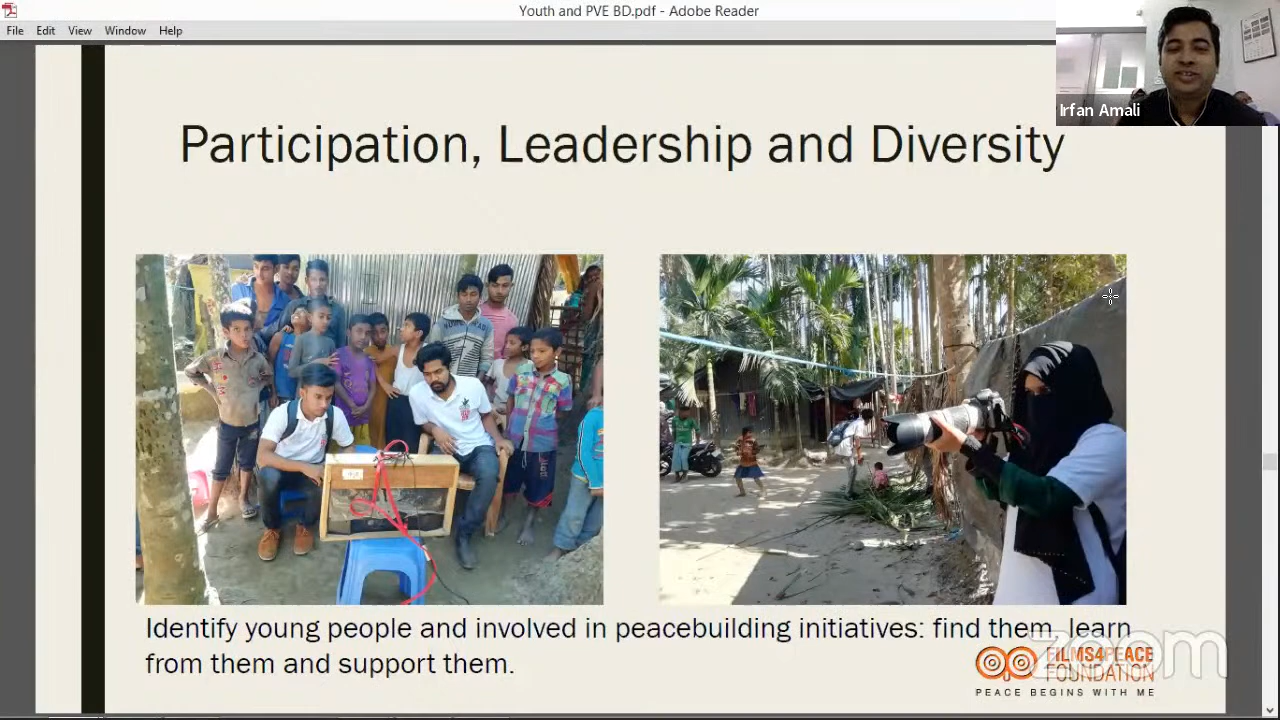 Youth and PVE BD.pdf - Adobe Reader
File Edit View Window Help
Irfan Amali
Participation, Leadership and Diversity
Identify young people and involved in peacebuilding initiatives: find them, learn
from them and support them.
zoom
FILMS4PEACE
FOUNDATION
PEACE BEGINS WITH ME